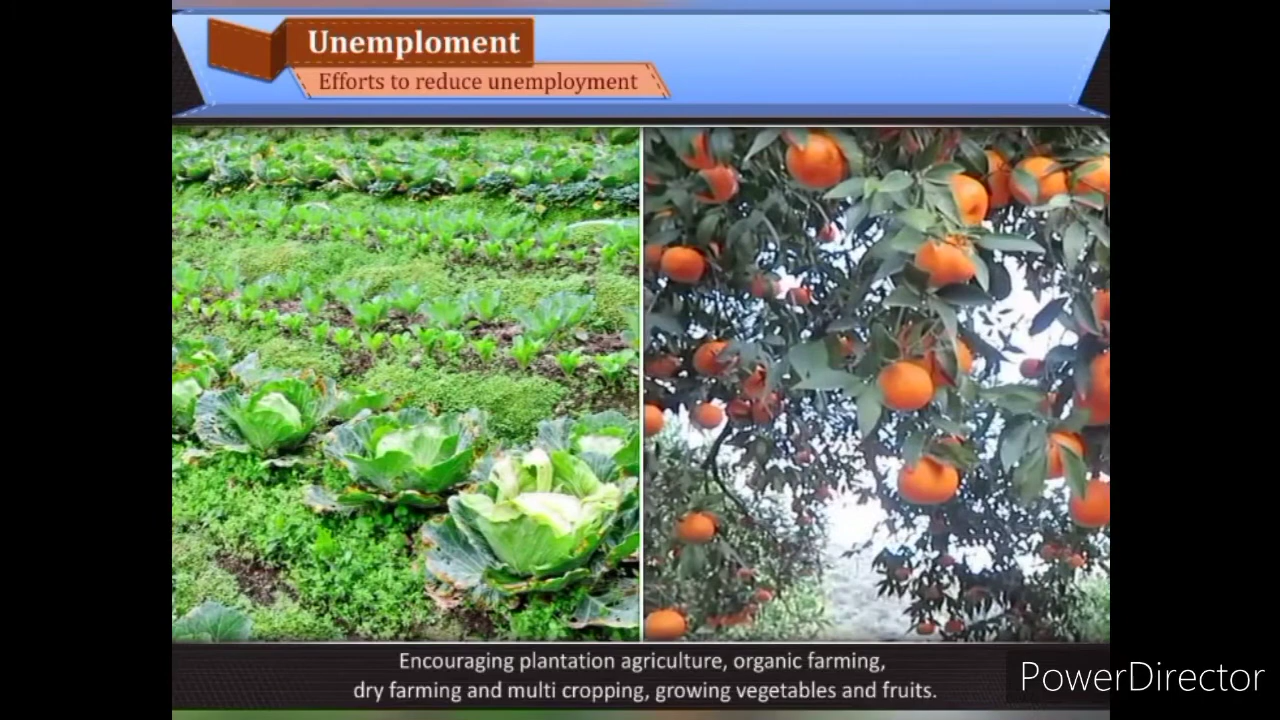 Unemploment
Efforts to reduce unemployment
Encouraging plantation agriculture, organic farming,
dry farming and multi cropping, growing vegetables and fruits.
PowerDirector